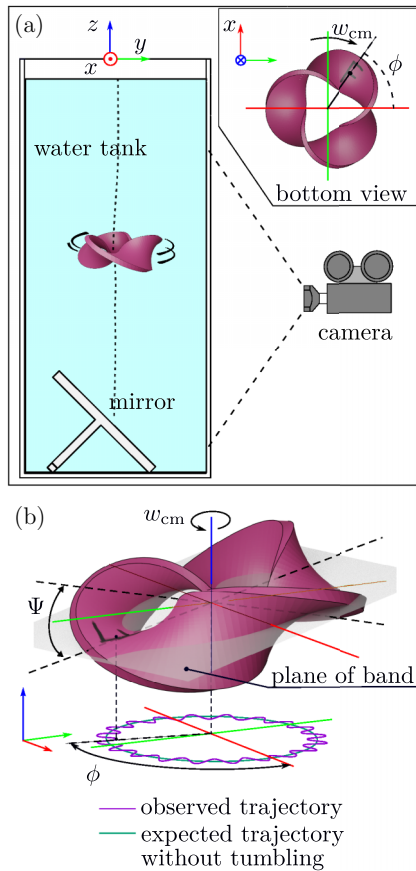 (a)
z
y
x
x
w_cm
ϕ
bottom view
water tank
camera
mirror
(b)
w_cm
Ψ
plane of band
ϕ
observed trajectory
expected trajectory
without tumbling